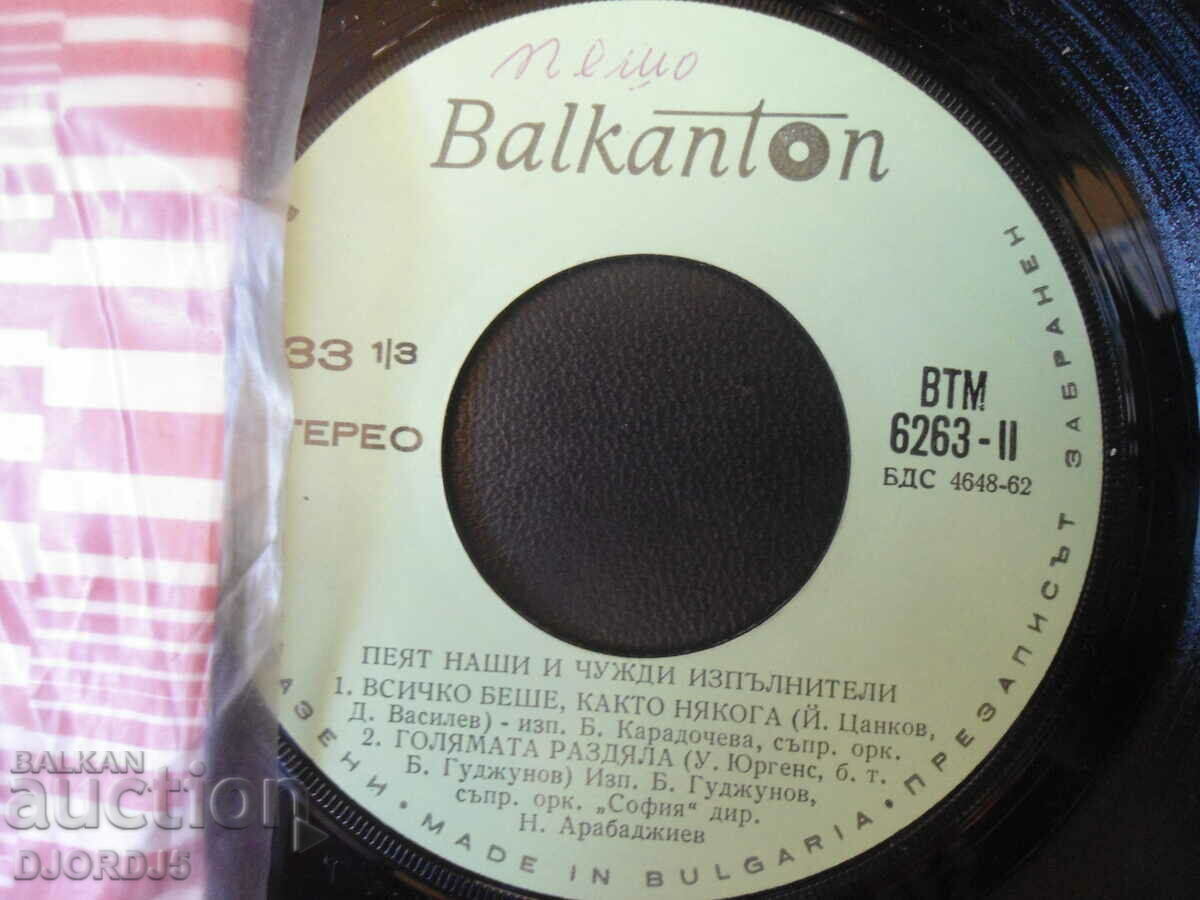 пешо
Balkanton
33 1/3
ТЕРЕО
ВТМ
6263-II
БДС 4648-62
ПРЕЗАПИСЪТ ЗАБРАНЕН
ПЕЯТ НАШИ И ЧУЖДИ ИЗПЪЛНИТЕЛИ
1. ВСИЧКО БЕШЕ, КАКТО НЯКОГА (Й. Цанков,
Д. Василев) - изп. Б. Карадочева, съпр. орк.
2. ГОЛЯМАТА РАЗДЯЛА (У. Юргенс, б. т.
Б. Гуджунов) Изп. Б. Гуджунов,
съпр. орк. „София“ дир.
Н. Арабаджиев
АЗЕНИ • MADE IN BULGARIA •
BALKAN
auction
DJORDJ5